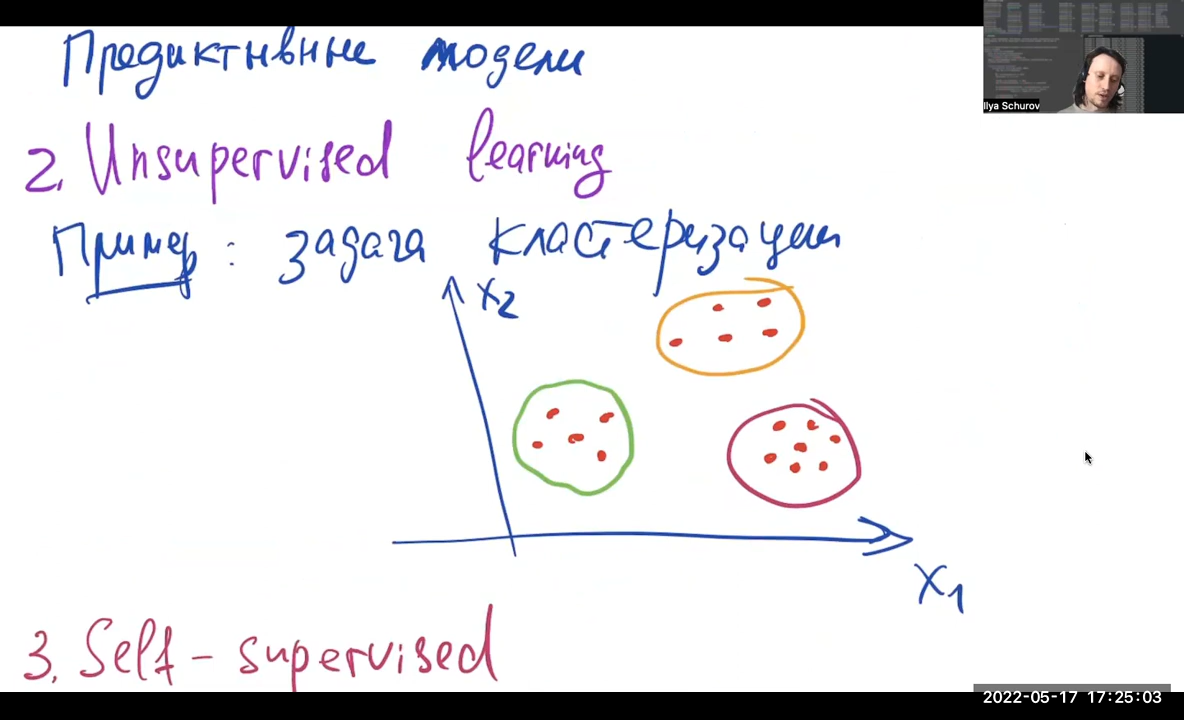 Предиктивные модели
Ilya Schurov
2. Unsupervised learning
Пример: задача кластеризации
x2
x1
3. Self-supervised
2022-05-17 17:25:03